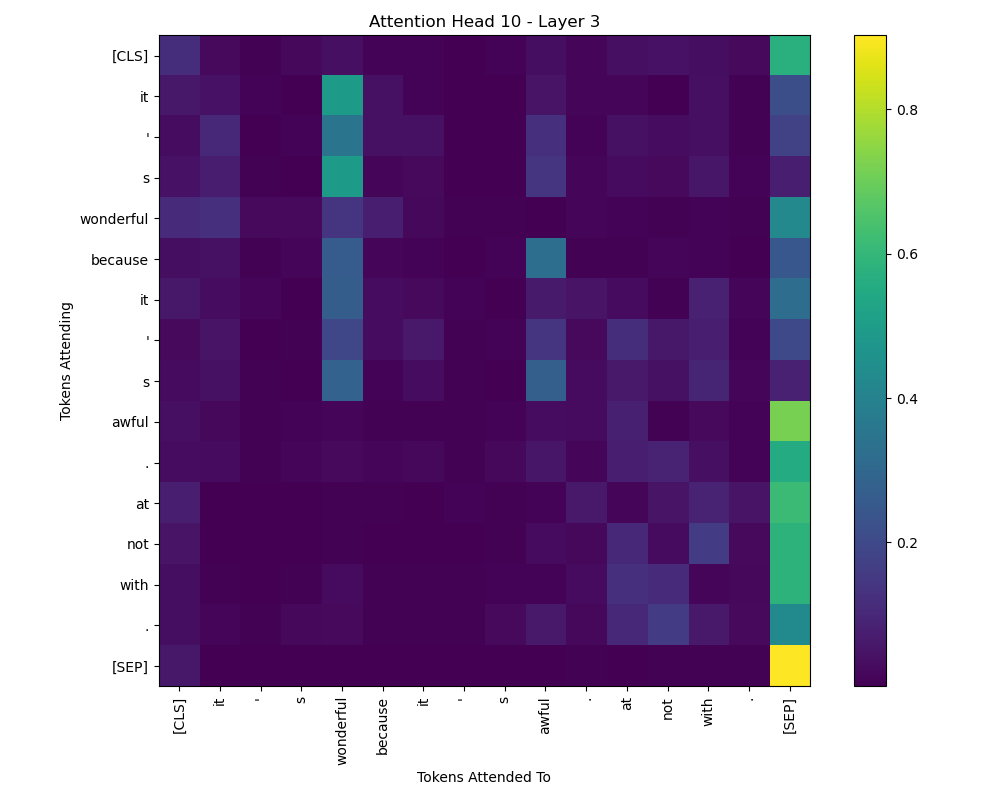 Attention Head 10 - Layer 3
Tokens Attending
[CLS]
it
'
s
wonderful
because
it
'
s
awful
.
at
not
with
.
[SEP]
[CLS]
it
'
s
wonderful
because
it
'
s
awful
.
at
not
with
.
[SEP]
Tokens Attended To
0.8
0.6
0.4
0.2